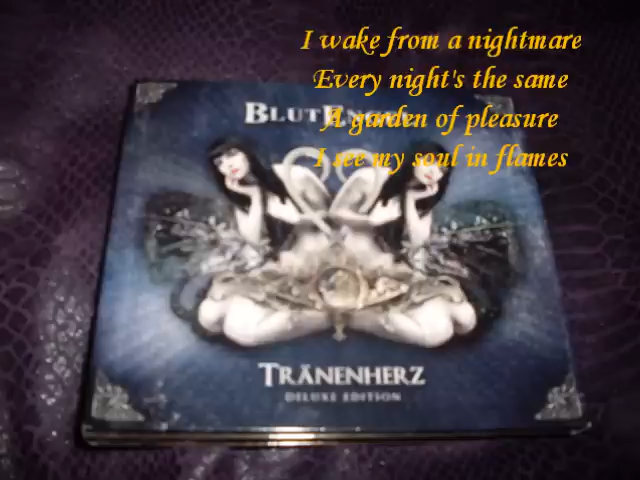 I wake from a nightmare
Every night's the same
A garden of pleasure
I see my soul in flames
BLUTENGEL
TRÄNENHERZ
DELUXE EDITION